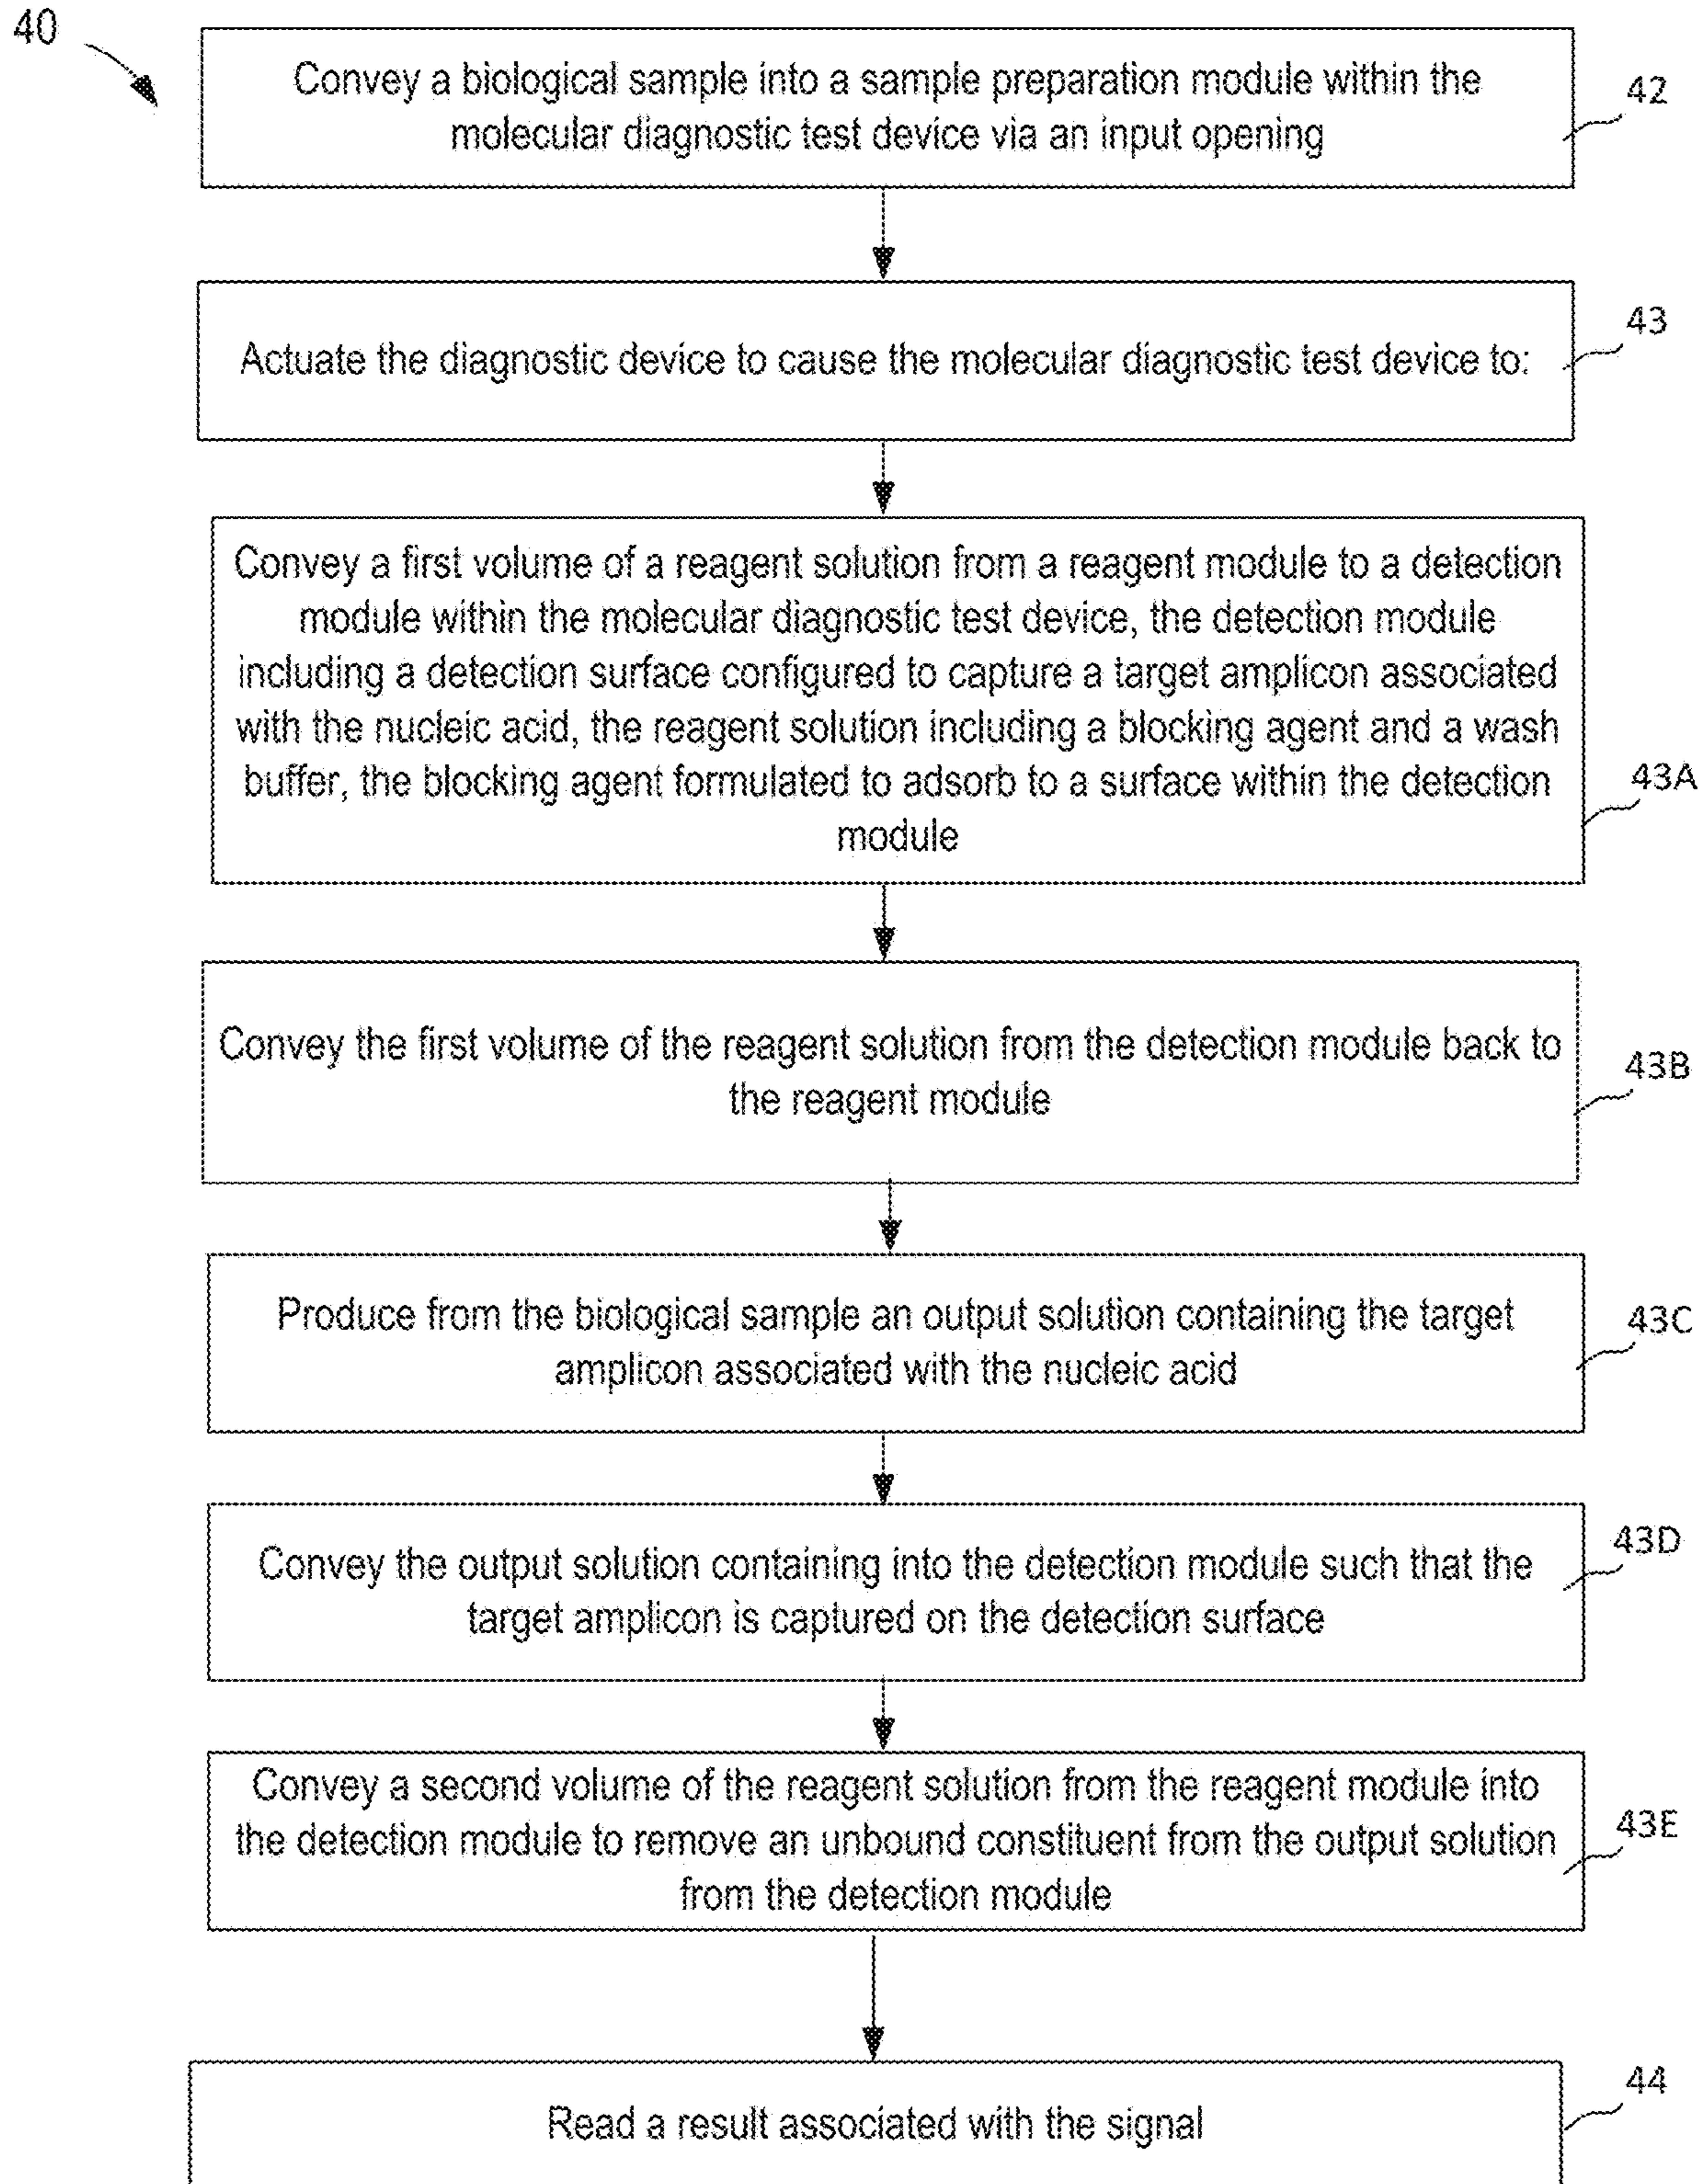 40
Convey a biological sample into a sample preparation module within the
molecular diagnostic test device via an input opening
42
Actuate the diagnostic device to cause the molecular diagnostic test device to:
43
Convey a first volume of a reagent solution from a reagent module to a detection
module within the molecular diagnostic test device, the detection module
including a detection surface configured to capture a target amplicon associated
with the nucleic acid, the reagent solution including a blocking agent and a wash
buffer, the blocking agent formulated to adsorb to a surface within the detection
module
43A
Convey the first volume of the reagent solution from the detection module back to
the reagent module
43B
Produce from the biological sample an output solution containing the target
amplicon associated with the nucleic acid
43C
Convey the output solution containing into the detection module such that the
target amplicon is captured on the detection surface
43D
Convey a second volume of the reagent solution from the reagent module into
the detection module to remove an unbound constituent from the output solution
from the detection module
43E
Read a result associated with the signal
44